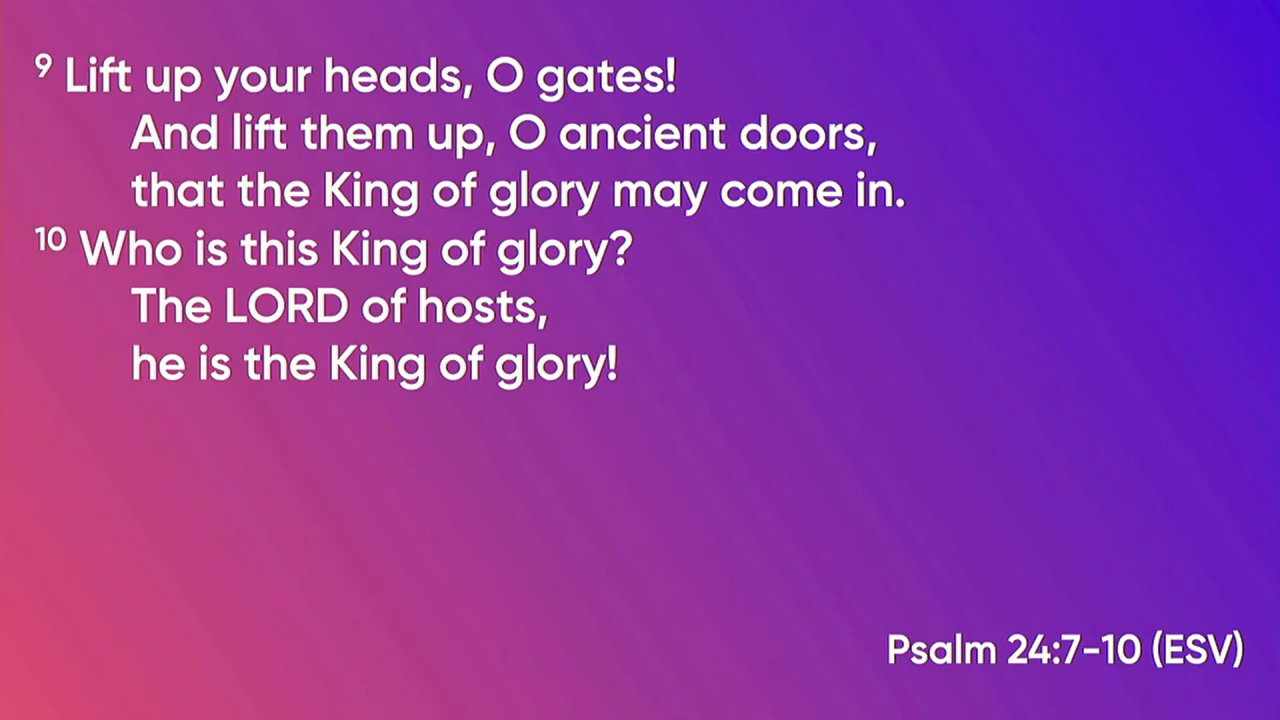 9 Lift up your heads, O gates!
And lift them up, O ancient doors,
that the King of glory may come in.
10 Who is this King of glory?
The LORD of hosts,
he is the King of glory!
Psalm 24:7-10 (ESV)